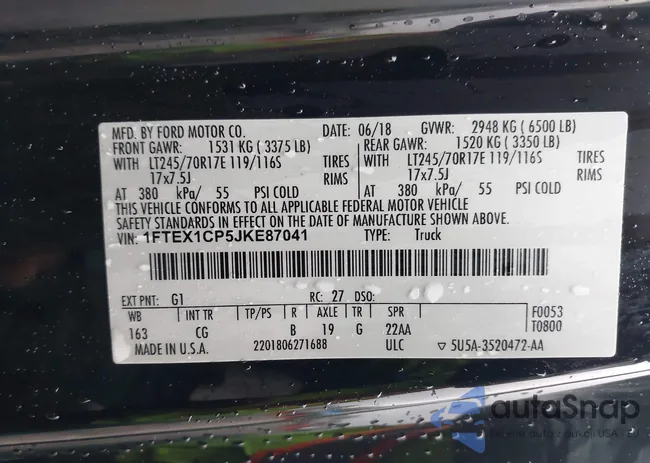 MFD. BY FORD MOTOR CO. DATE: 06/18 GVWR: 2948 KG ( 6500 LB)
FRONT GAWR: 1531 KG ( 3375 LB) REAR GAWR: 1520 KG ( 3350 LB)
WITH LT245/70R17E 119/116S TIRES WITH LT245/70R17E 119/116S TIRES
17x7.5J RIMS 17x7.5J RIMS
AT 380 kPa/ 55 PSI COLD AT 380 kPa/ 55 PSI COLD
THIS VEHICLE CONFORMS TO ALL APPLICABLE FEDERAL MOTOR VEHICLE
SAFETY STANDARDS IN EFFECT ON THE DATE OF MANUFACTURE SHOWN ABOVE.
VIN: 1FTEX1CP5JKE87041 TYPE: Truck
EXT PNT: G1 RC: 27 DSO:
WB INT TR TP/PS R AXLE TR SPR F0053
163 CG B 19 G 22AA T0800
MADE IN U.S.A. 2201806271688 ULC ▽ 5U5A-3520472-AA
autaSnap